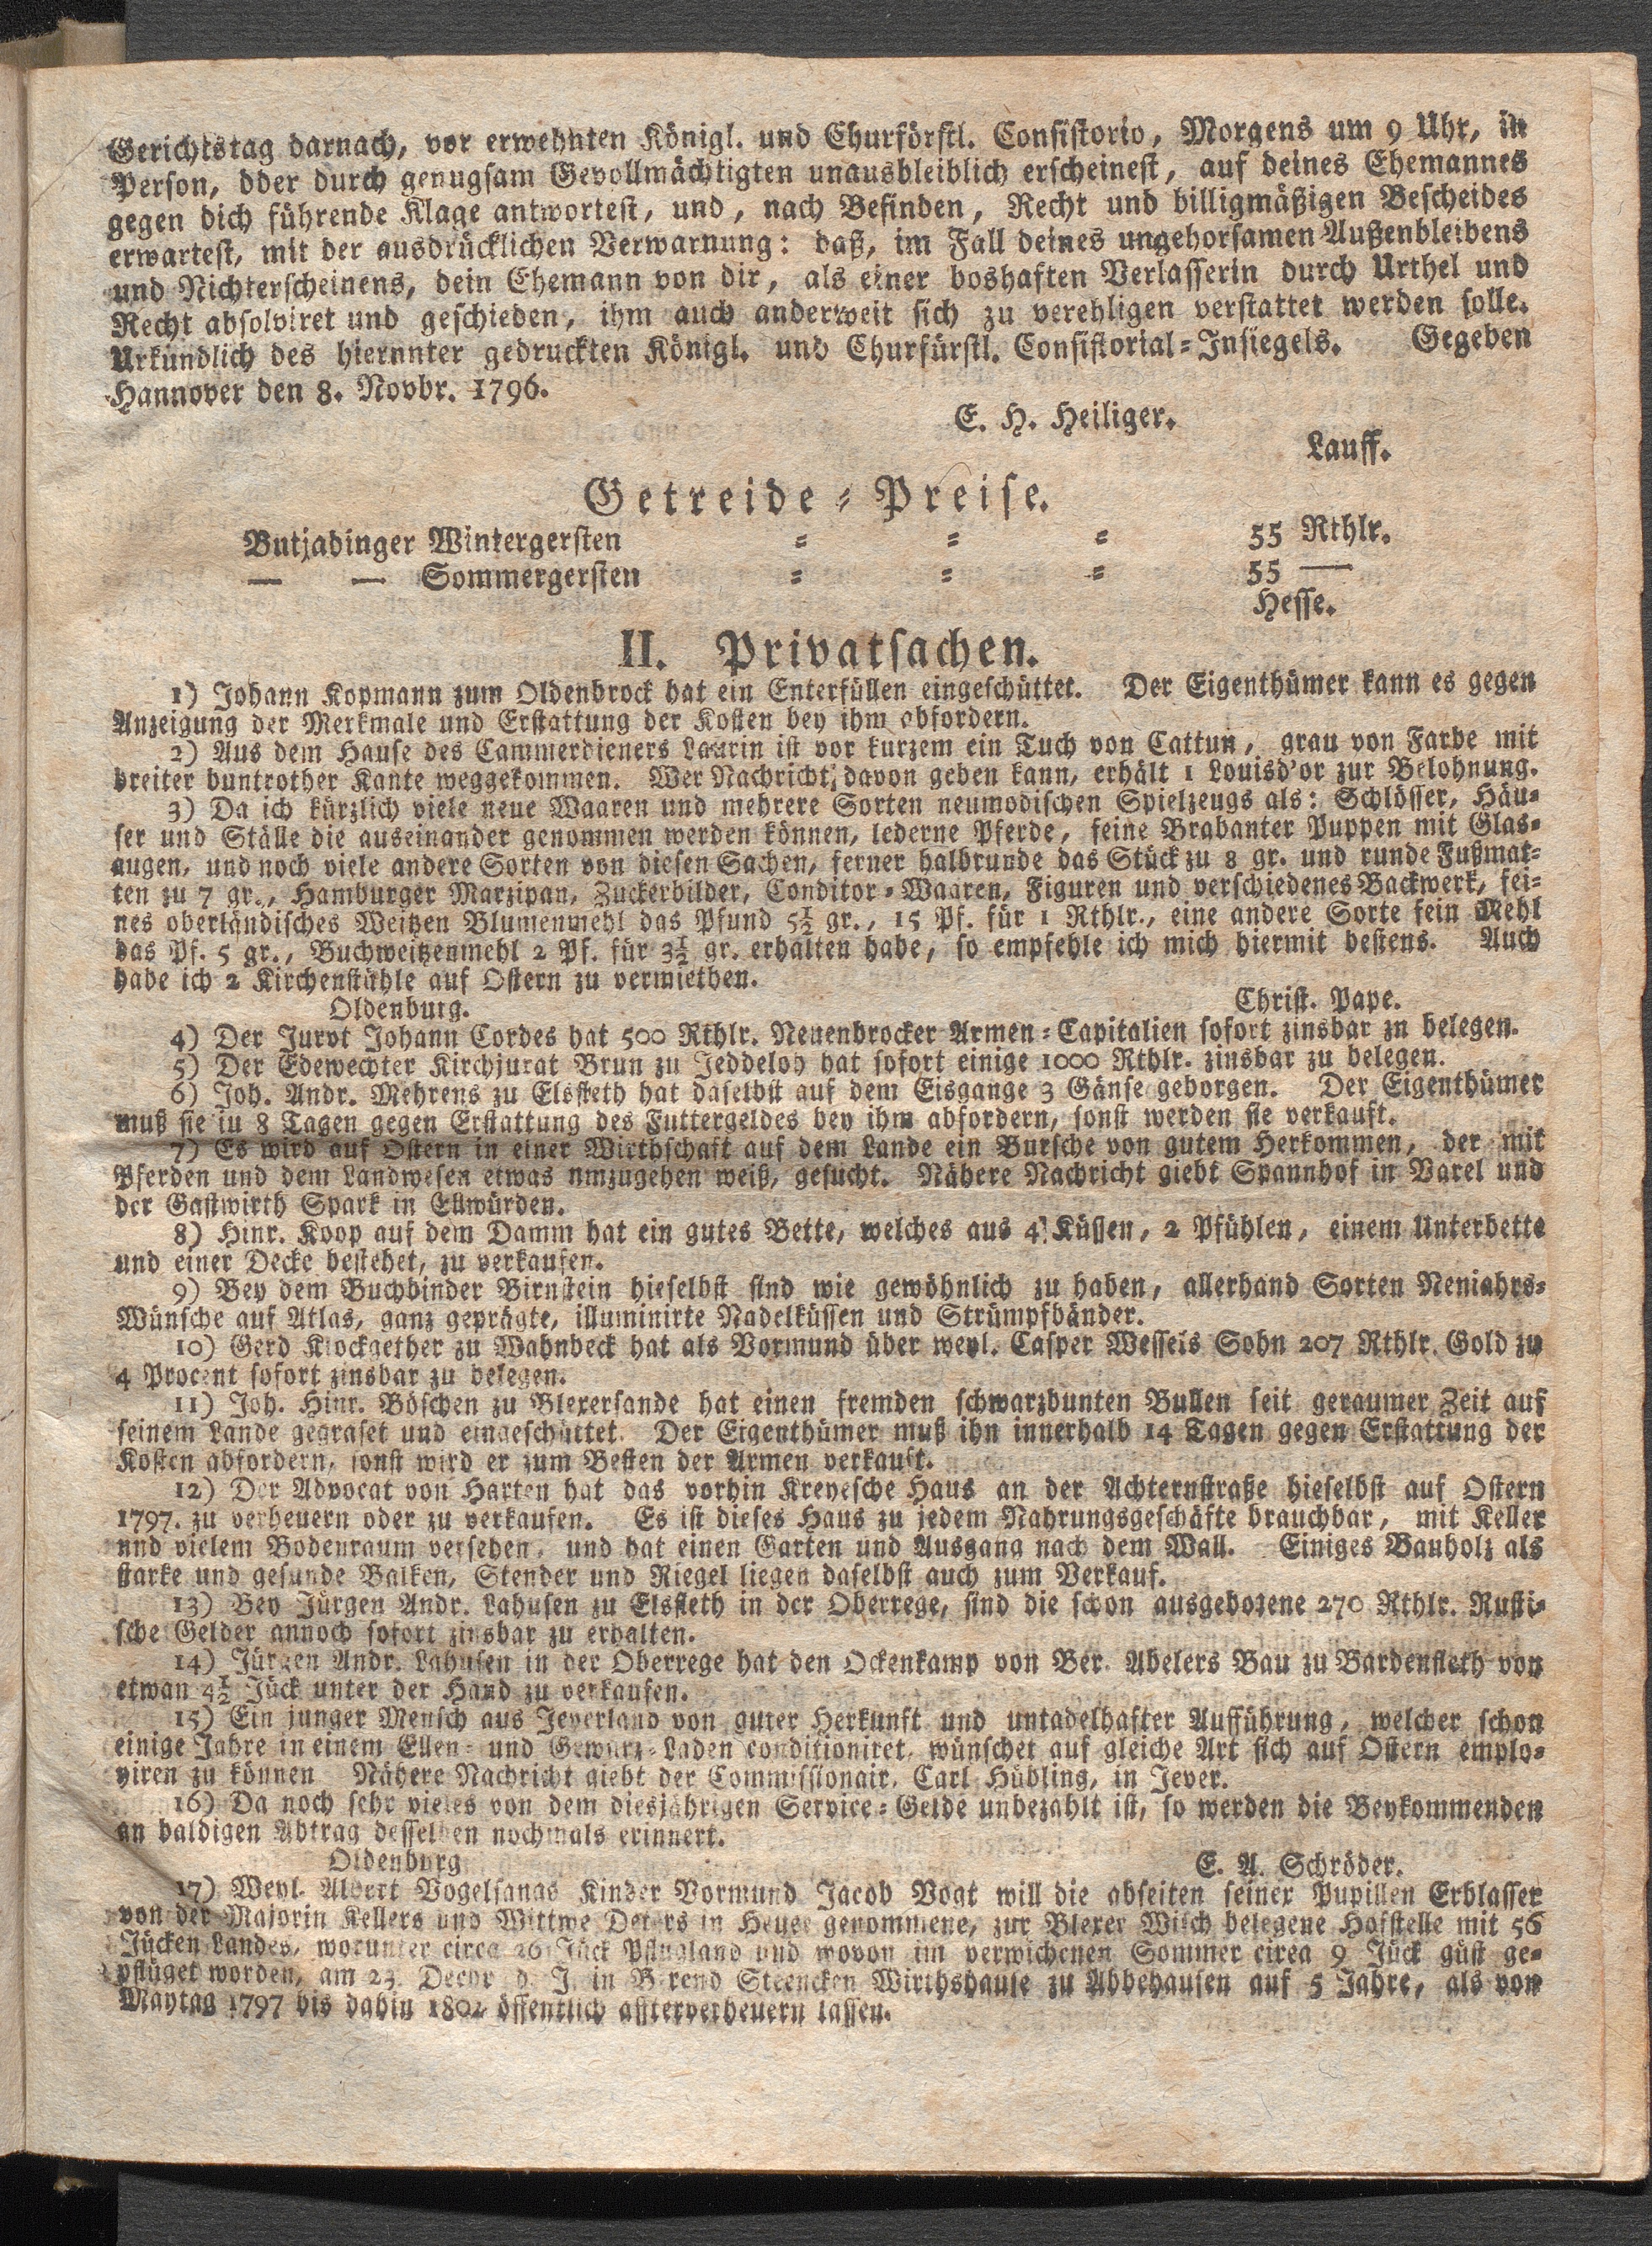 Gerichtstag darnach, vor erwehnten Königl. und Churförstl. Consistorio, Morgens um 9 Uhr, in
Person, oder durch genugsam Gevollmächtigten unausbleiblich erscheinest, auf deines Ehemannes
gegen dich führende Klage antwortest, und, nach Befinden, Recht und billigmäßigen Bescheides
erwartest, mit der ausdrücklichen Verwarnung: daß, im Fall deines ungehorsamen Außenbleibens
und Nichterscheinens, dein Ehemann von dir, als einer boshaften Verlasserin durch Urthel und
Recht absolviret und geschieden, ihm auch anderweit sich zu verehligen verstattet werden solle.
Urkundlich des hiernnter gedruckten Königl. und Churfürstl. Consistorial-Insiegels. Gegeben
Hannover den 8. Novbr. 1796.
E. H. Heiliger.
Lauff.
Getreide-Preise.
Butjadinger Wintergersten = = = 55 Rthlr.
— — Sommergersten = = = 55 —
Hesse.
II. Privatsachen.
1) Johann Kopmann zum Oldenbrock hat ein Enterfüllen eingeschüttet. Der Eigenthümer kann es gegen
Anzeigung der Merkmale und Erstattung der Kosten bey ihm abfordern.
2) Aus dem Hause des Cammerdieners Laurin ist vor kurzem ein Tuch von Cattun, grau von Farbe mit
breiter buntrother Kante weggekommen. Wer Nachricht davon geben kann, erhält 1 Louisd'or zur Belohnung.
3) Da ich kürzlich viele neue Waaren und mehrere Sorten neumodischen Spielzeugs als: Schlösser, Häu-
ser und Ställe die auseinander genommen werden können, lederne Pferde, feine Brabanter Puppen mit Glas-
augen, und noch viele andere Sorten von diesen Sachen, ferner halbrunde das Stück zu 8 gr. und runde Fußmat-
ten zu 7 gr., Hamburger Marzipan, Zuckerbilder, Conditor-Waaren, Figuren und verschiedenes Backwerk, fei-
nes oberländisches Weitzen Blumenmehl das Pfund 5½ gr., 15 Pf. für 1 Rthlr., eine andere Sorte fein Mehl
das Pf. 5 gr., Buchweitzenmehl 2 Pf. für 3½ gr. erhalten habe, so empfehle ich mich hiermit bestens. Auch
habe ich 2 Kirchenstühle auf Ostern zu vermiethen.
Oldenburg. Christ. Pape.
4) Der Jurat Johann Cordes hat 500 Rthlr. Neuenbrocker Armen-Capitalien sofort zinsbar zu belegen.
5) Der Edewechter Kirchjurat Brun zu Jeddeloh hat sofort einige 1000 Rthlr. zinsbar zu belegen.
6) Joh. Andr. Mehrens zu Elsfleth hat daselbst auf dem Eisgange 3 Gänse geborgen. Der Eigenthümer
muß sie in 8 Tagen gegen Erstattung des Futtergeldes bey ihm abfordern, sonst werden sie verkauft.
7) Es wird auf Ostern in einer Wirthschaft auf dem Lande ein Bursche von gutem Herkommen, der mit
Pferden und dem Landwesen etwas umzugehen weiß, gesucht. Nähere Nachricht giebt Spannhof in Varel und
der Gastwirth Spark in Ellwürden.
8) Hinr. Koop auf dem Damm hat ein gutes Bette, welches aus 4 Küssen, 2 Pfühlen, einem Unterbette
und einer Decke bestehet, zu verkaufen.
9) Bey dem Buchbinder Birnstein hieselbst sind wie gewöhnlich zu haben, allerhand Sorten Neniahrs-
Wünsche auf Atlas, ganz geprägte, illuminirte Nadelküssen und Strümpfbänder.
10) Gerd Klockgether zu Wahnbeck hat als Vormund über weyl. Casper Wessels Sohn 207 Rthlr. Gold zu
4 Procent sofort zinsbar zu belegen.
11) Joh. Hinr. Böschen zu Blexersande hat einen fremden schwarzbunten Bullen seit geraumer Zeit auf
seinem Lande gegraset und eingeschüttet. Der Eigenthümer muß ihn innerhalb 14 Tagen gegen Erstattung der
Kosten abfordern, sonst wird er zum Besten der Armen verkauft.
12) Der Advocat von Harten hat das vorhin Kreyesche Haus an der Achternstraße hieselbst auf Ostern
1797. zu verheuern oder zu verkaufen. Es ist dieses Haus zu jedem Nahrungsgeschäfte brauchbar, mit Keller
und vielem Bodenraum versehen, und hat einen Garten und Ausgang nach dem Wall. Einiges Bauholz als
starke und gesunde Balken, Stender und Riegel liegen daselbst auch zum Verkauf.
13) Bey Jürgen Andr. Lahusen zu Elsfleth in der Oberrege, sind die schon ausgebotene 270 Rthlr. Rusti-
sche Gelder annoch sofort zinsbar zu erhalten.
14) Jürgen Andr. Lahusen in der Oberrege hat den Ockenkamp von Ber. Abelers Bau zu Bardenfleth von
etwan 4½ Jück unter der Hand zu verkaufen.
15) Ein junger Mensch aus Jeverland von guter Herkunft und untadelhafter Aufführung, welcher schon
einige Jahre in einem Ellen- und Gewürz-Laden conditioniret, wünschet auf gleiche Art sich auf Ostern emplo-
yiren zu können Nähere Nachricht giebt der Commissionair, Carl Hübling, in Jever.
16) Da noch sehr vieles von dem diesjährigen Service-Gelde unbezahlt ist, so werden die Beykommenden
an baldigen Abtrag desselben nochmals erinnert.
Oldenburg E. A. Schröder.
17) Weyl. Albert Vogelsangs Kinder Vormund Jacob Vogt will die abseiten seiner Pupillen Erblasser
von der Majorin Kellers und Wittwe Deters in Heuer genommene, zur Blexer Wisch belegene Hofstelle mit 56
Jücken Landes, worunter circa 26 Jück Pflugland und wovon im verwichenen Sommer circa 9 Jück güst ge-
pflüget worden, am 23. Decbr. d. J. in Berend Steencken Wirthshause zu Abbehausen auf 5 Jahre, als von
Maytag 1797 bis dahin 1802 öffentlich afterverheuern lassen.